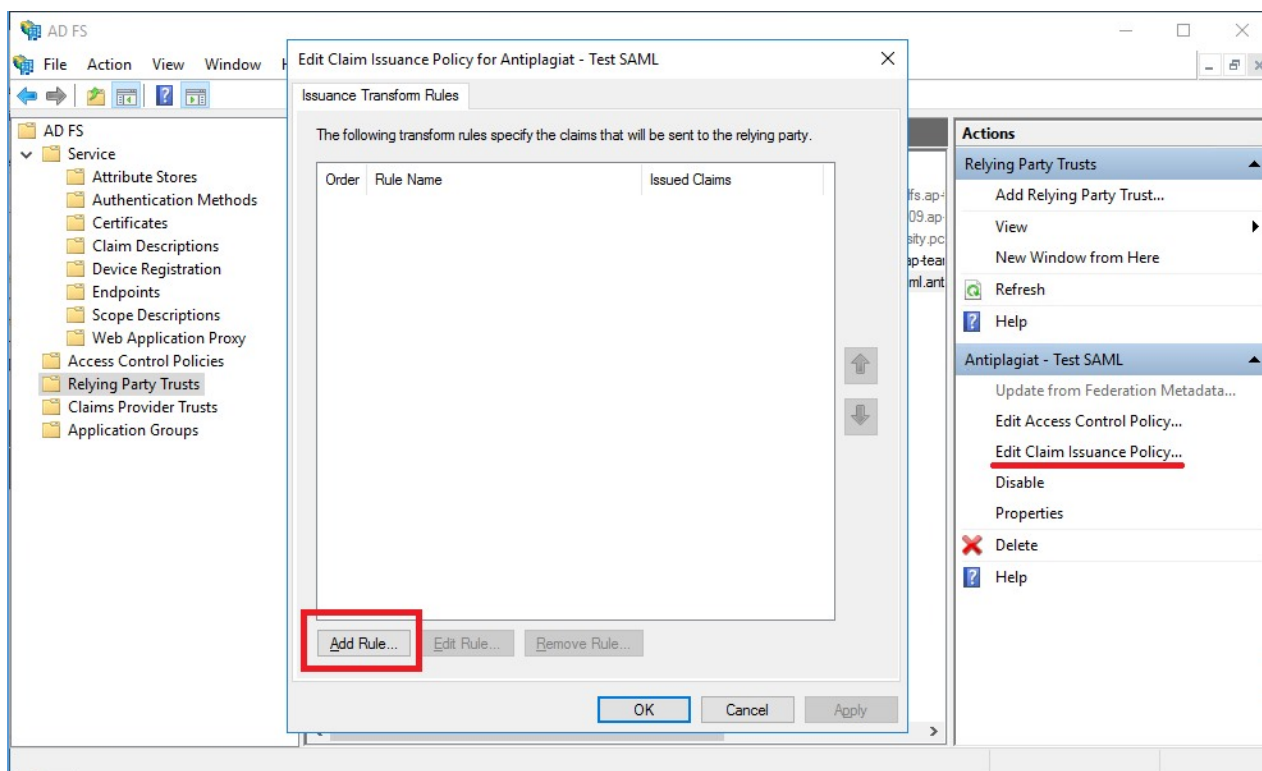 AD FS
File Action View Window
AD FS
Service
Attribute Stores
Authentication Methods
Certificates
Claim Descriptions
Device Registration
Endpoints
Scope Descriptions
Web Application Proxy
Access Control Policies
Relying Party Trusts
Claims Provider Trusts
Application Groups
Edit Claim Issuance Policy for Antiplagiat - Test SAML
Issuance Transform Rules
The following transform rules specify the claims that will be sent to the relying party.
Order Rule Name Issued Claims
Add Rule... Edit Rule... Remove Rule...
OK Cancel Apply
Actions
Relying Party Trusts
Add Relying Party Trust...
View
New Window from Here
Refresh
Help
Antiplagiat - Test SAML
Update from Federation Metadata...
Edit Access Control Policy...
Edit Claim Issuance Policy...
Disable
Properties
Delete
Help